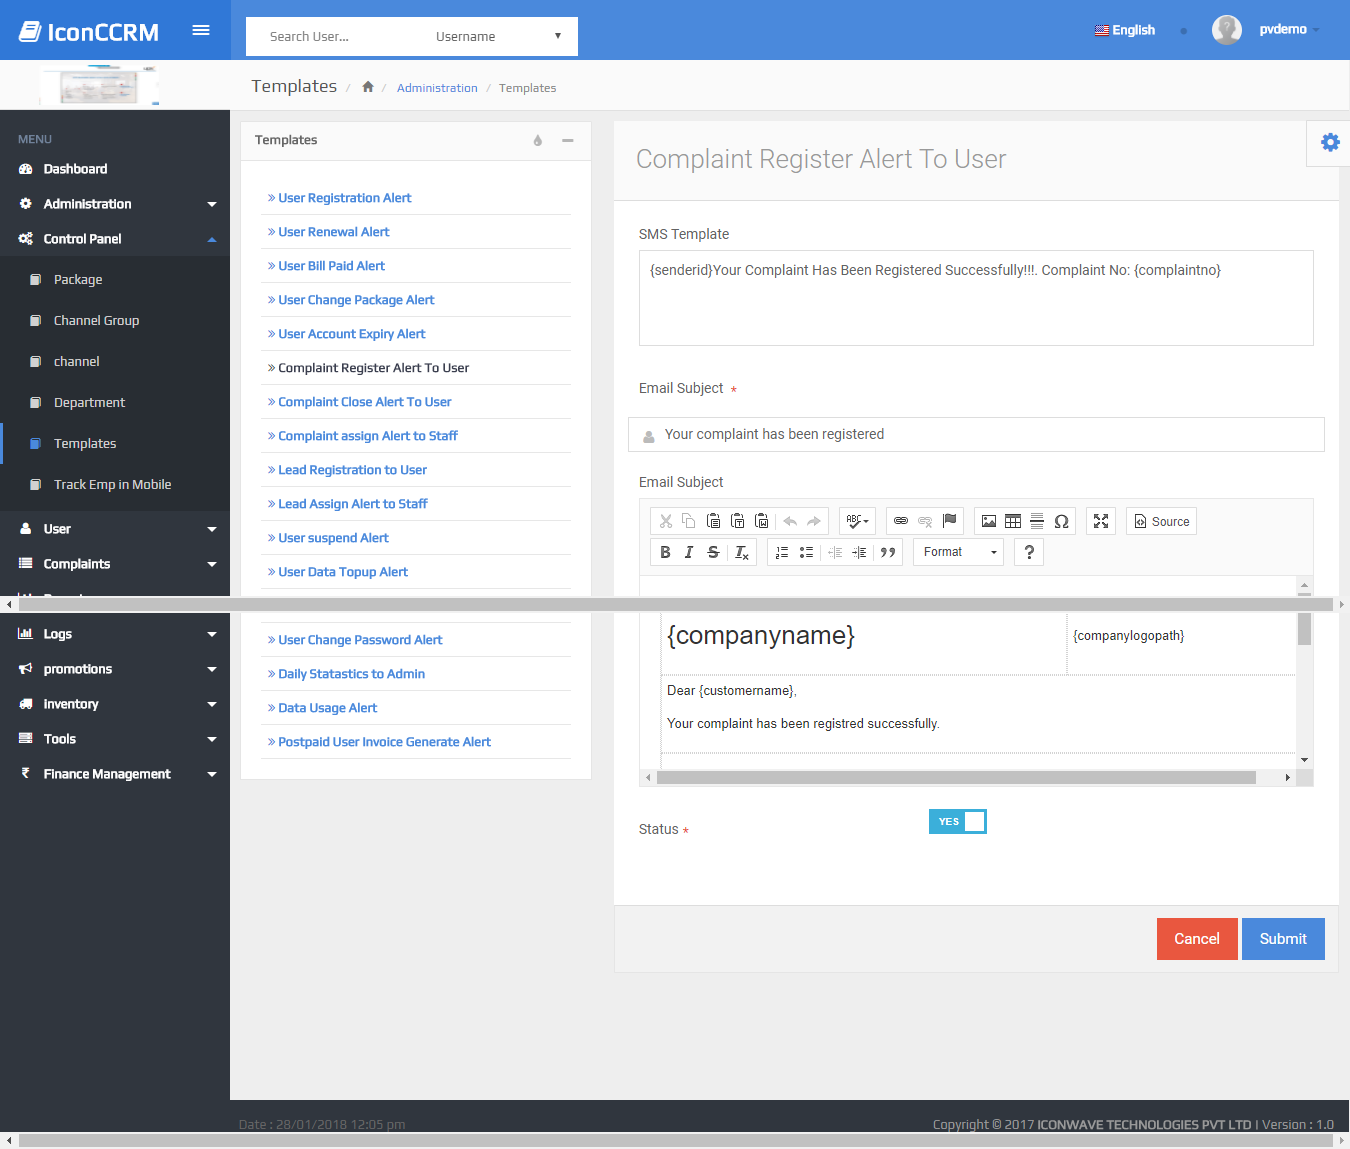 IconCCRM
Search User...
Username
English
pvdemo
Templates / / Administration / Templates
MENU
Dashboard
Administration
Control Panel
Package
Channel Group
channel
Department
Templates
Track Emp in Mobile
User
Complaints
Logs
promotions
Inventory
Tools
Finance Management
Templates
» User Registration Alert
» User Renewal Alert
» User Bill Paid Alert
» User Change Package Alert
» User Account Expiry Alert
» Complaint Register Alert To User
» Complaint Close Alert To User
» Complaint assign Alert to Staff
» Lead Registration to User
» Lead Assign Alert to Staff
» User suspend Alert
» User Data Topup Alert
» User Change Password Alert
» Daily Statastics to Admin
» Data Usage Alert
» Postpaid User Invoice Generate Alert
Complaint Register Alert To User
SMS Template
{senderid}Your Complaint Has Been Registered Successfully!!!. Complaint No: {complaintno}
Email Subject *
Your complaint has been registered
Email Subject
ABC
Source
B I S Tx
Format
?
{companyname}
{companylogopath}
Dear {customername},
Your complaint has been registred successfully.
Status *
YES
Cancel
Submit
Date : 28/01/2018 12:05 pm
Copyright © 2017 ICONWAVE TECHNOLOGIES PVT LTD | Version : 1.0